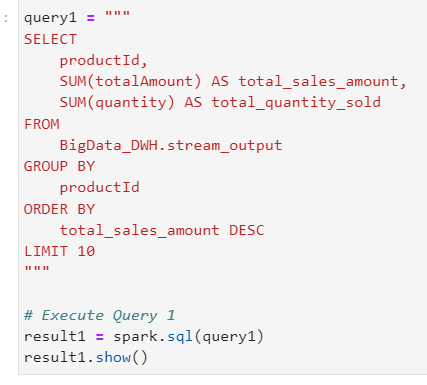 : query1 = """
SELECT
    productId,
    SUM(totalAmount) AS total_sales_amount,
    SUM(quantity) AS total_quantity_sold
FROM
    BigData_DWH.stream_output
GROUP BY
    productId
ORDER BY
    total_sales_amount DESC
LIMIT 10
"""

# Execute Query 1
result1 = spark.sql(query1)
result1.show()